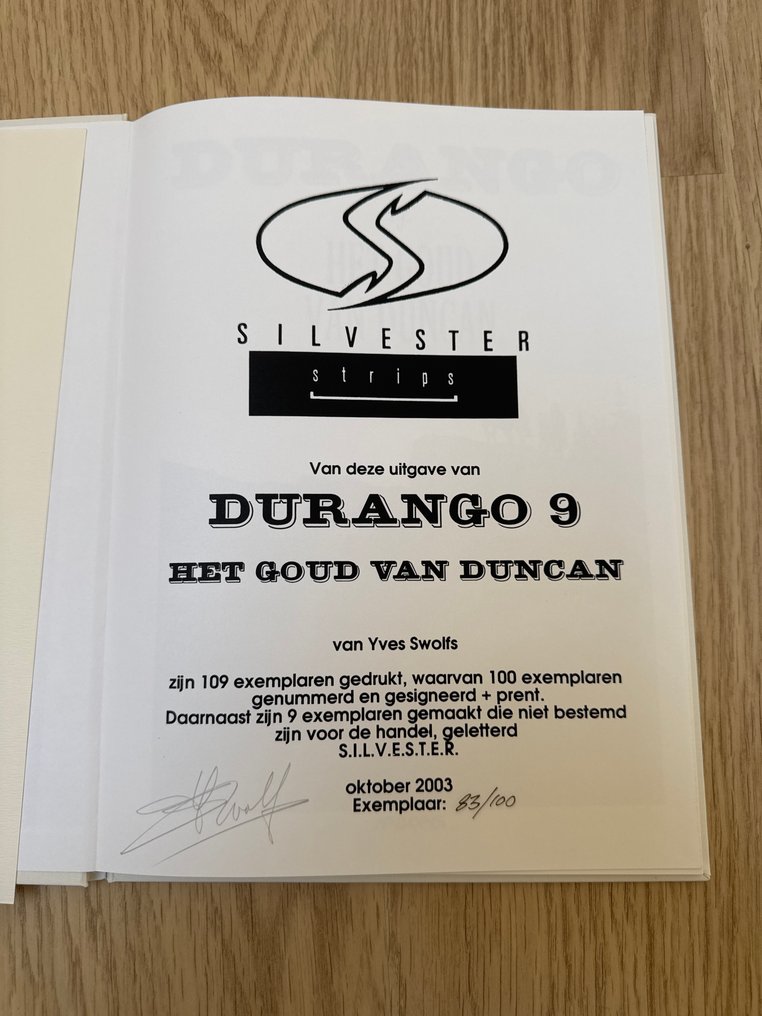 SILVESTER
strips
Van deze uitgave van
DURANGO 9
HET GOUD VAN DUNCAN
van Yves Swolfs
zijn 109 exemplaren gedrukt, waarvan 100 exemplaren
genummerd en gesigneerd + prent.
Daarnaast zijn 9 exemplaren gemaakt die niet bestemd
zijn voor de handel, geletterd
S.I.L.V.E.S.T.E.R.
oktober 2003
Exemplaar: 83/100